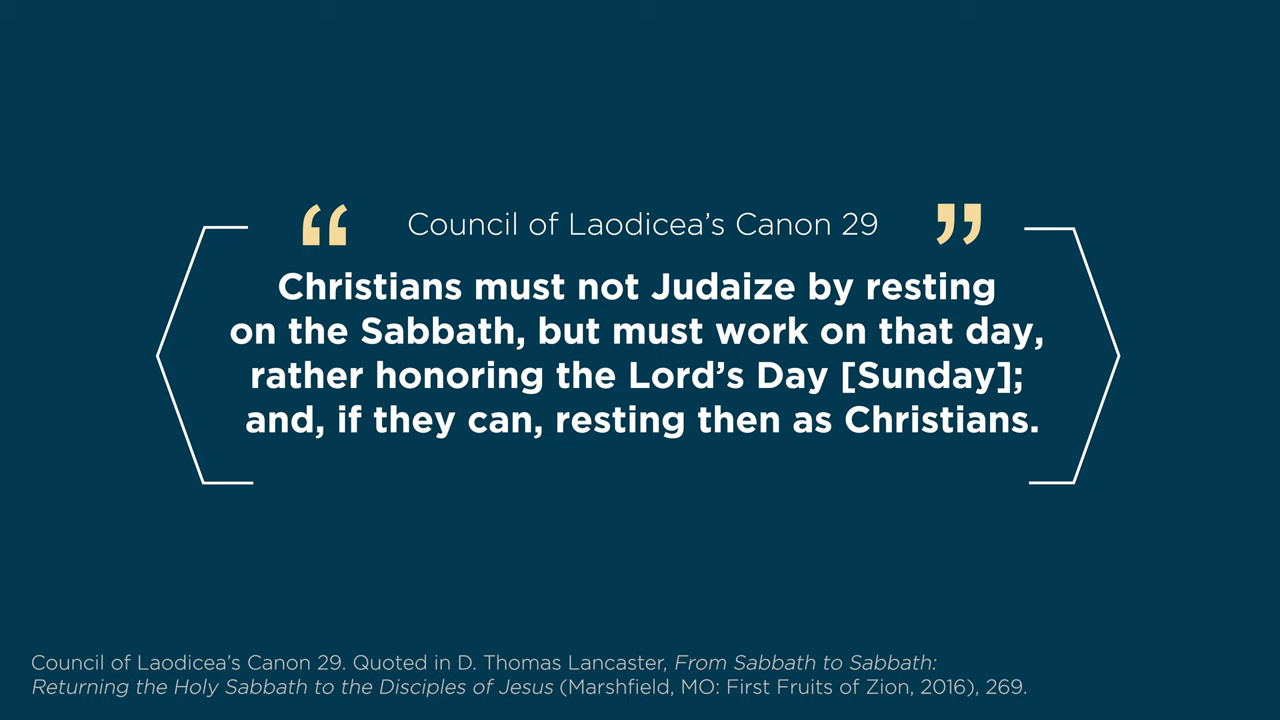 “ Council of Laodicea’s Canon 29 ”
Christians must not Judaize by resting
on the Sabbath, but must work on that day,
rather honoring the Lord’s Day [Sunday];
and, if they can, resting then as Christians.
Council of Laodicea’s Canon 29. Quoted in D. Thomas Lancaster, From Sabbath to Sabbath:
Returning the Holy Sabbath to the Disciples of Jesus (Marshfield, MO: First Fruits of Zion, 2016), 269.